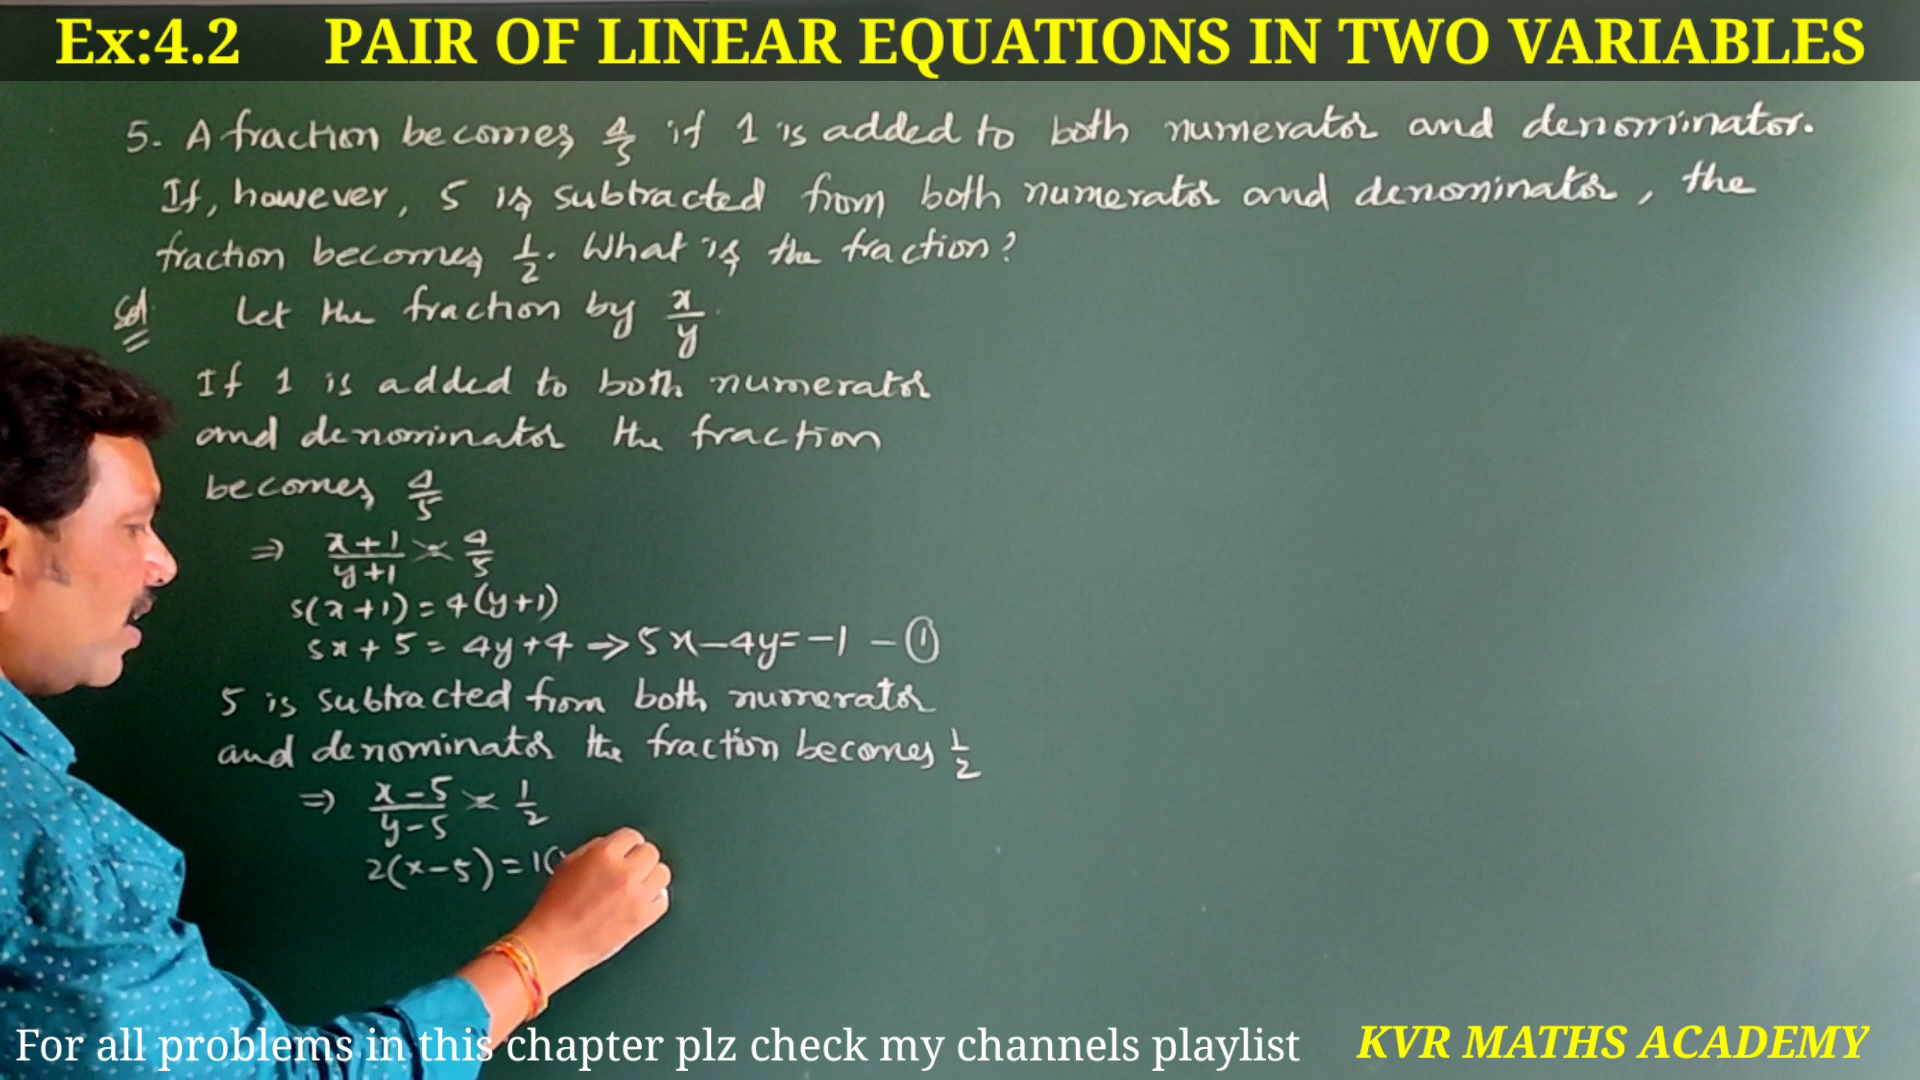 Ex:4.2 PAIR OF LINEAR EQUATIONS IN TWO VARIABLES
5. A fraction becomes 4/5 if 1 is added to both numerator and denominator.
If, however, 5 is subtracted from both numerator and denominator, the
fraction becomes 1/2. What is the fraction?
Sol Let the fraction by x/y.
If 1 is added to both numerator
and denominator the fraction
becomes 4/5
⇒ x+1/y+1 = 4/5
5(x+1) = 4(y+1)
5x+5 = 4y+4 → 5x-4y=-1 - ①
5 is subtracted from both numerator
and denominator the fraction becomes 1/2
⇒ x-5/y-5 = 1/2
2(x-5) = 1(
For all problems in this chapter plz check my channels playlist
KVR MATHS ACADEMY